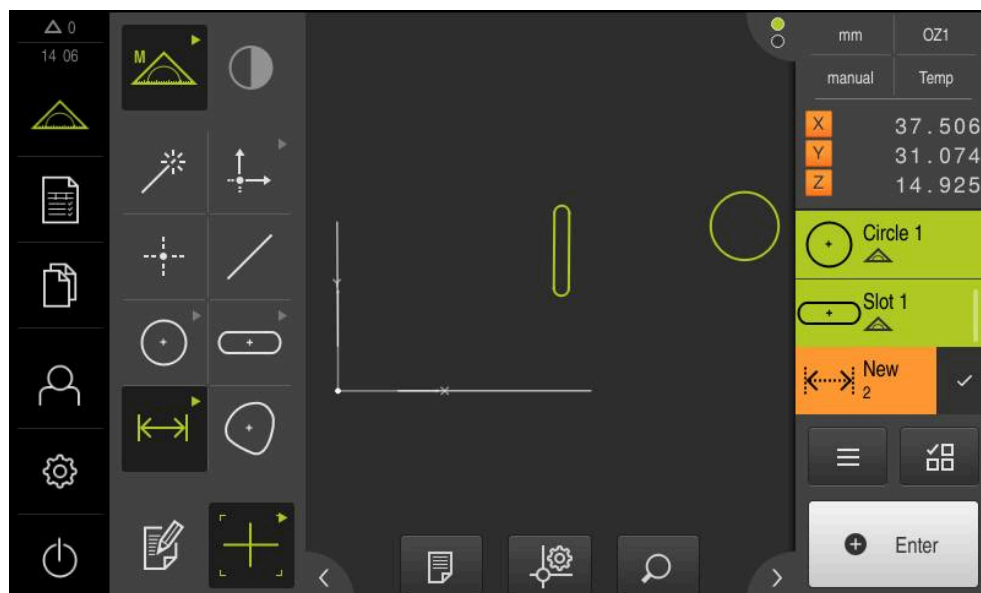 0
14 06
M
mm
OZ1
manual
Temp
X 37.506
Y 31.074
Z 14.925
Circle 1
Slot 1
New
2
Y
X
Enter